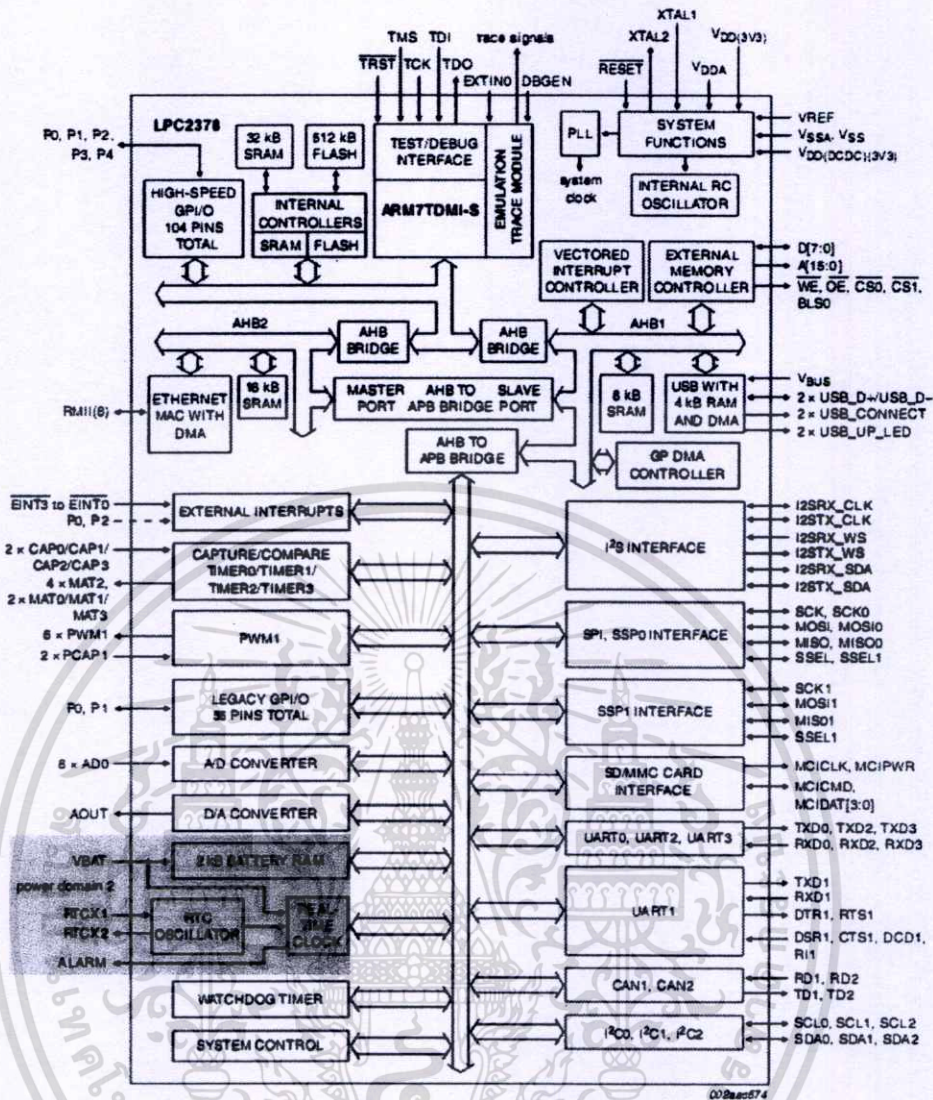 XTAL1
TMS TDI trace signals XTAL2 VDD(3V3)
TRST TCK TDO EXTIN0 DBGEN RESET VDDA
LPC2378
P0, P1, P2,
P3, P4
32 kB
SRAM
512 kB
FLASH
TEST/DEBUG
INTERFACE
EMULATION
TRACE MODULE
PLL
SYSTEM
FUNCTIONS
VREF
VSSA, VSS
VDD(DCDC)(3V3)
system
clock
HIGH-SPEED
GPI/O
104 PINS
TOTAL
INTERNAL
CONTROLLERS
SRAM FLASH
ARM7TDMI-S
INTERNAL RC
OSCILLATOR
VECTORED
INTERRUPT
CONTROLLER
EXTERNAL
MEMORY
CONTROLLER
D[7:0]
A[15:0]
WE, OE, CS0, CS1,
BLS0
AHB2
AHB
BRIDGE
AHB
BRIDGE
AHB1
RMII(8)
ETHERNET
MAC WITH
DMA
16 kB
SRAM
MASTER AHB TO SLAVE
PORT APB BRIDGE PORT
8 kB
SRAM
USB WITH
4 kB RAM
AND DMA
VBUS
2 × USB_D+/USB_D-
2 × USB_CONNECT
2 × USB_UP_LED
AHB TO
APB BRIDGE
GP DMA
CONTROLLER
EINT3 to EINT0
P0, P2
EXTERNAL INTERRUPTS
2 × CAP0/CAP1/
CAP2/CAP3
4 × MAT2,
2 × MAT0/MAT1/
MAT3
CAPTURE/COMPARE
TIMER0/TIMER1/
TIMER2/TIMER3
6 × PWM1
2 × PCAP1
PWM1
P0, P1
LEGACY GPI/O
56 PINS TOTAL
8 × AD0
A/D CONVERTER
AOUT
D/A CONVERTER
VBAT
2 kB BATTERY RAM
power domain 2
RTCX1
RTCX2
RTC
OSCILLATOR
REAL
TIME
CLOCK
ALARM
WATCHDOG TIMER
SYSTEM CONTROL
I2S INTERFACE
I2SRX_CLK
I2STX_CLK
I2SRX_WS
I2STX_WS
I2SRX_SDA
I2STX_SDA
SPI, SSP0 INTERFACE
SCK, SCK0
MOSI, MOSI0
MISO, MISO0
SSEL, SSEL1
SSP1 INTERFACE
SCK1
MOSI1
MISO1
SSEL1
SD/MMC CARD
INTERFACE
MCICLK, MCIPWR
MCICMD,
MCIDAT[3:0]
UART0, UART2, UART3
TXD0, TXD2, TXD3
RXD0, RXD2, RXD3
UART1
TXD1
RXD1
DTR1, RTS1
DSR1, CTS1, DCD1,
RI1
CAN1, CAN2
RD1, RD2
TD1, TD2
I2C0, I2C1, I2C2
SCL0, SCL1, SCL2
SDA0, SDA1, SDA2
002aac574